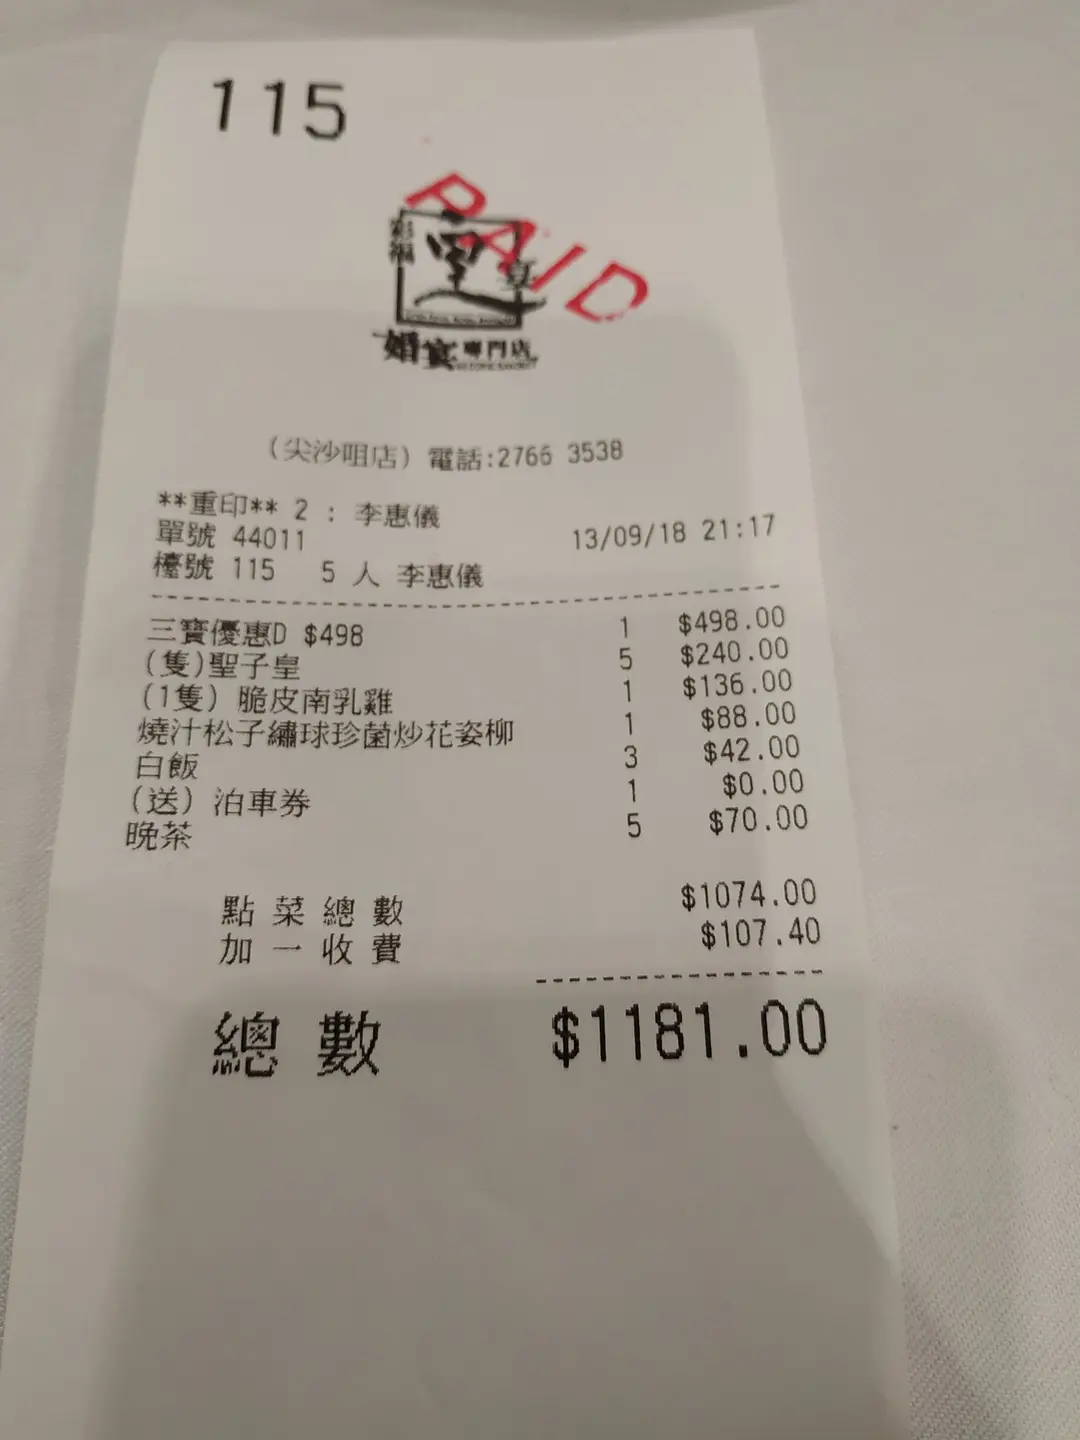 115
PAID
彩福
皇
宴
婚宴專門店
(尖沙咀店) 電話:2766 3538
**重印** 2 : 李惠儀
單號 44011 13/09/18 21:17
檯號 115 5 人 李惠儀
三寶優惠D $498 1 $498.00
(隻)聖子皇 5 $240.00
(1隻) 脆皮南乳雞 1 $136.00
燒汁松子繡球珍菌炒花姿柳 1 $88.00
白飯 3 $42.00
(送) 泊車券 1 $0.00
晚茶 5 $70.00
點菜總數 $1074.00
加一收費 $107.40
總數 $1181.00